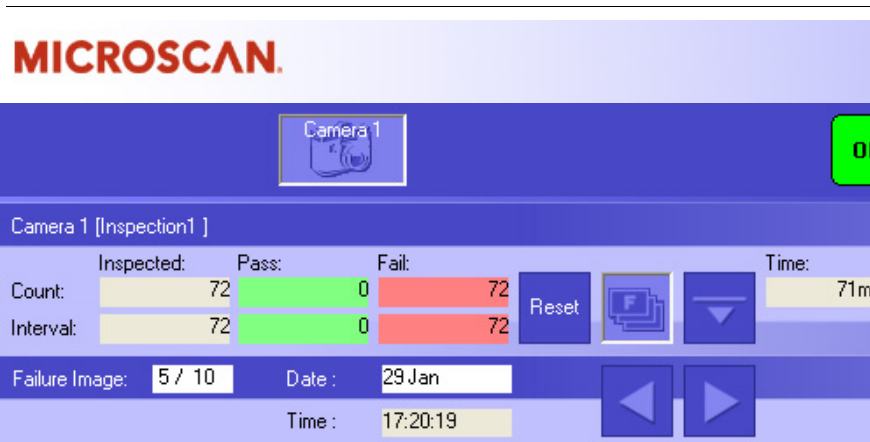 MICROSCAN.
Camera 1
Camera 1 [Inspection1 ]
Inspected: Pass: Fail: Time:
Count: 72 0 72 Reset F 71m
Interval: 72 0 72
Failure Image: 5 / 10 Date : 29 Jan
Time : 17:20:19